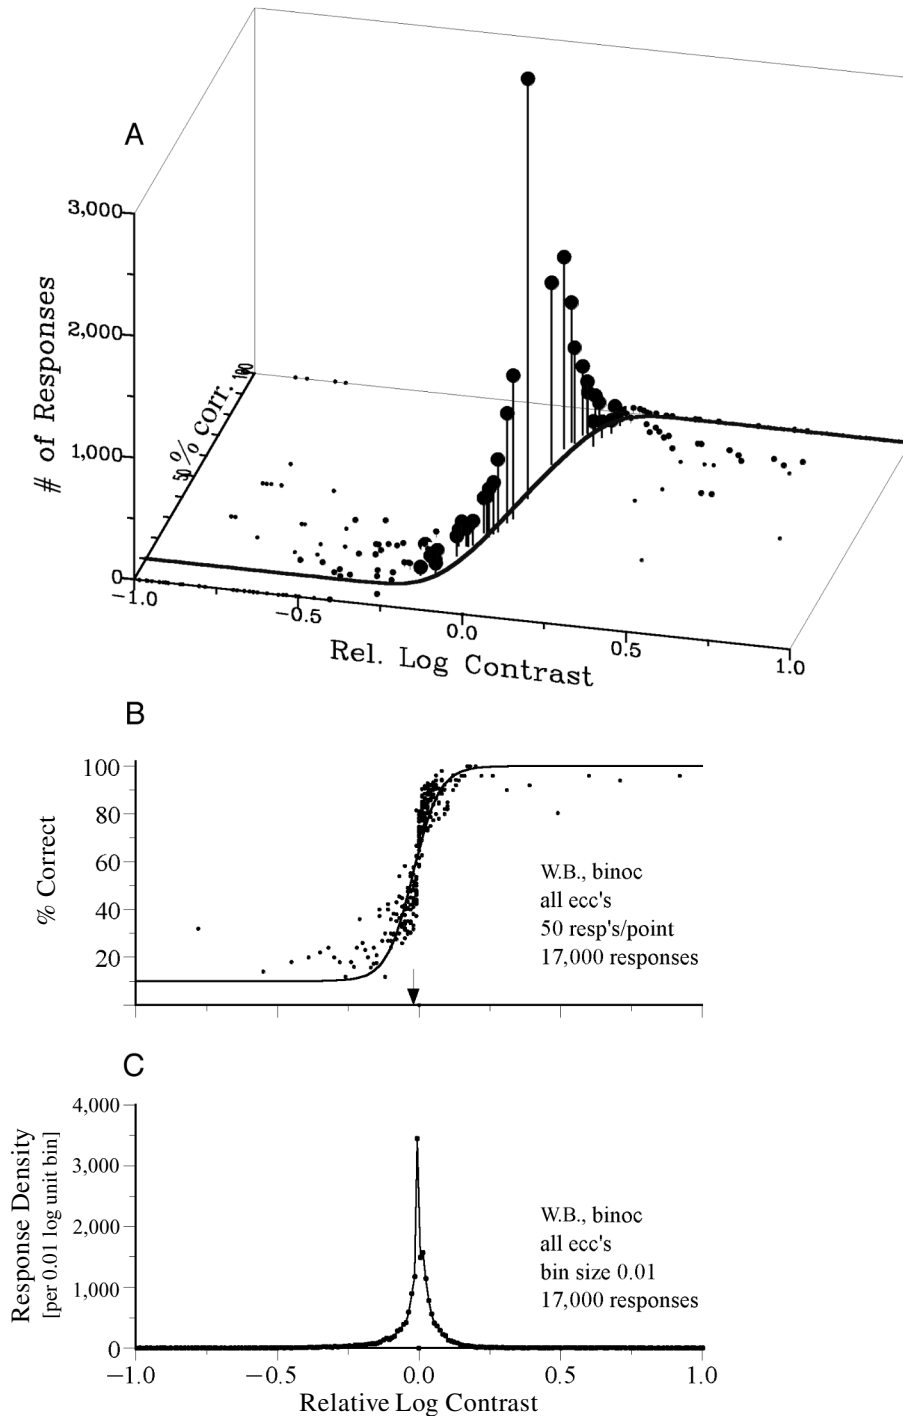 A
3,000
2,000
1,000
0
# of Responses
% corr.
100
50
−1.0
−0.5
0.0
0.5
1.0
Rel. Log Contrast
B
100
80
60
40
20
% Correct
W.B., binoc
all ecc's
50 resp's/point
17,000 responses
C
4,000
3,000
2,000
1,000
0
Response Density
[per 0.01 log unit bin]
W.B., binoc
all ecc's
bin size 0.01
17,000 responses
−1.0
−0.5
0.0
0.5
1.0
Relative Log Contrast